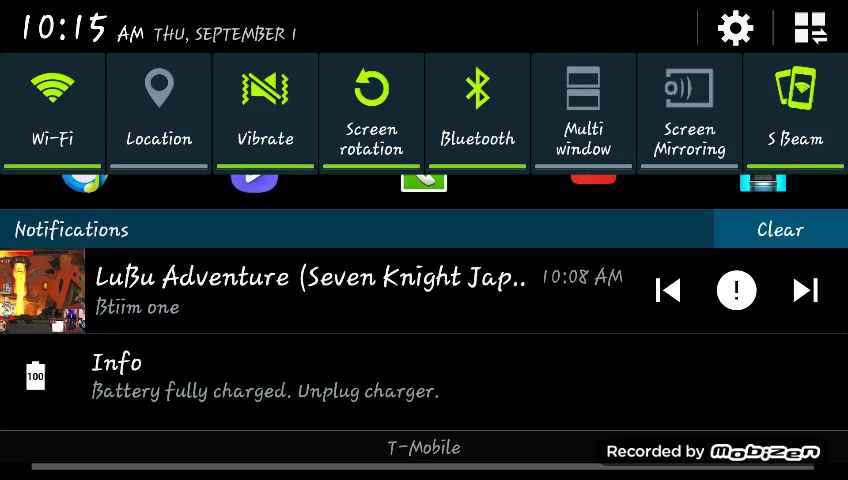 10:15 AM THU, SEPTEMBER 1
Wi-Fi
Location
Vibrate
Screen
rotation
Bluetooth
Multi
window
Screen
Mirroring
S Beam
Notifications
Clear
LuBu Adventure (Seven Knight Jap.. 10:08 AM
Btiim one
100
Info
Battery fully charged. Unplug charger.
T-Mobile
Recorded by mobizen